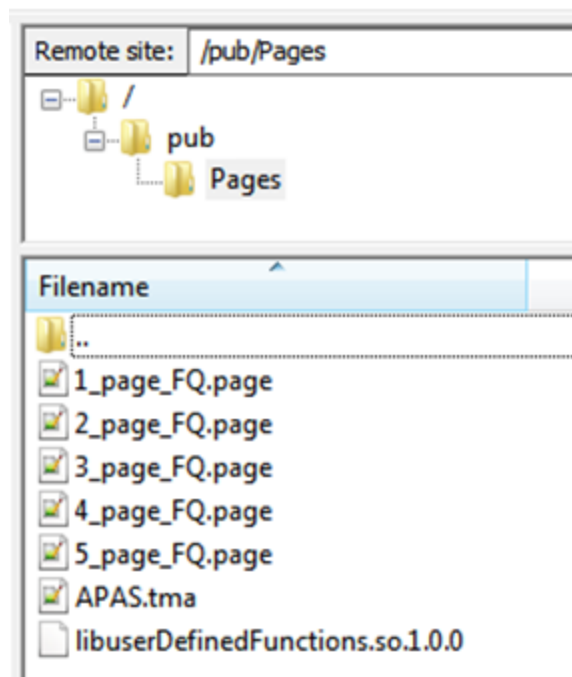 Remote site: /pub/Pages
/
pub
Pages
Filename
..
1_page_FQ.page
2_page_FQ.page
3_page_FQ.page
4_page_FQ.page
5_page_FQ.page
APAS.tma
libuserDefinedFunctions.so.1.0.0